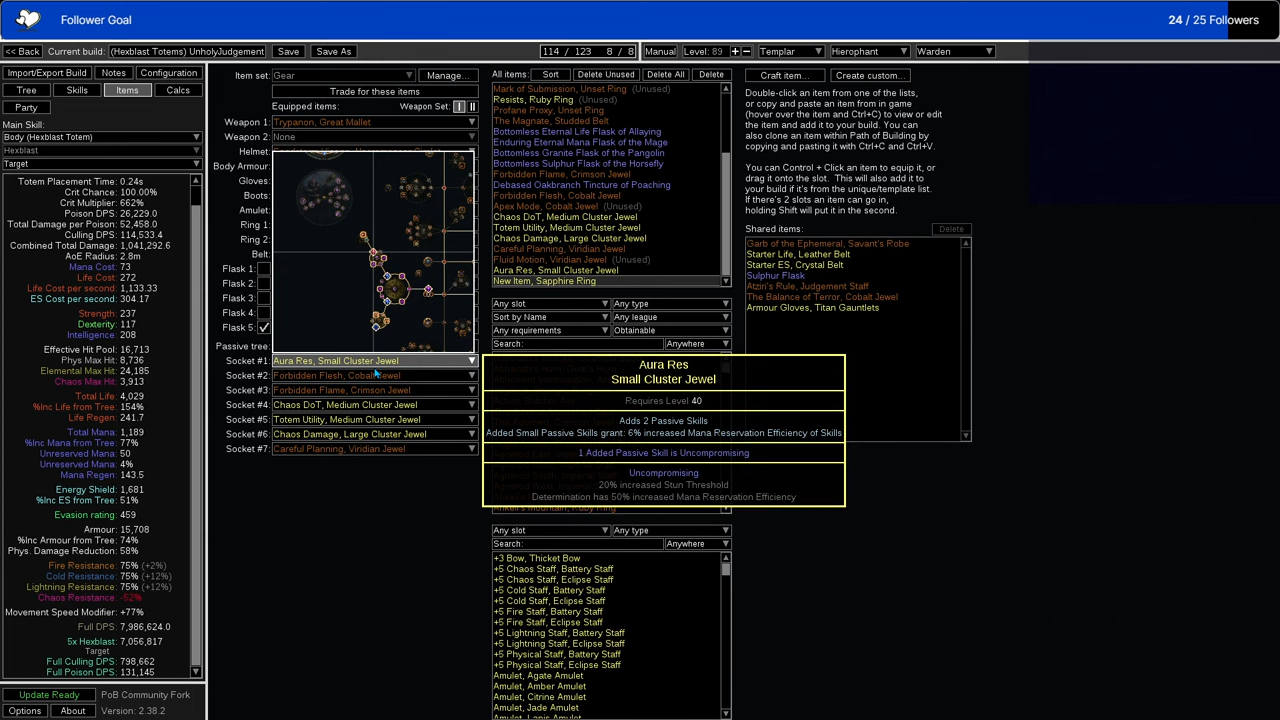 Follower Goal
24 / 25 Followers
<< Back
Current build:
(Hexblast Totems) UnholyJudgement
Save
Save As
114 / 123 8 / 8
Manual
Level: 89
+
-
Templar
Hierophant
Warden
Import/Export Build
Notes
Configuration
Tree
Skills
Items
Calcs
Party
Main Skill:
Body (Hexblast Totem)
Hexblast
Target
Totem Placement Time: 0.24s
Crit Chance: 100.00%
Crit Multiplier: 662%
Poison DPS: 26,229.0
Total Damage per Poison: 52,458.0
Culling DPS: 114,533.4
Combined Total Damage: 1,041,292.6
AoE Radius: 2.8m
Mana Cost: 73
Life Cost: 272
Life Cost per second: 1,133.33
ES Cost per second: 304.17
Strength: 237
Dexterity: 117
Intelligence: 208
Effective Hit Pool: 16,713
Phys Max Hit: 8,736
Elemental Max Hit: 24,185
Chaos Max Hit: 3,913
Total Life: 4,029
%Inc Life from Tree: 154%
Life Regen: 241.7
Total Mana: 1,189
%Inc Mana from Tree: 77%
Unreserved Mana: 50
Unreserved Mana: 4%
Mana Regen: 143.5
Energy Shield: 1,681
%Inc ES from Tree: 51%
Evasion rating: 459
Armour: 15,708
%Inc Armour from Tree: 74%
Phys. Damage Reduction: 58%
Fire Resistance: 75% (+2%)
Cold Resistance: 75% (+12%)
Lightning Resistance: 75% (+12%)
Chaos Resistance: -52%
Movement Speed Modifier: +77%
Full DPS: 7,986,624.0
5x Hexblast: 7,056,817
Target
Full Culling DPS: 798,662
Full Poison DPS: 131,145
Update Ready
PoB Community Fork
Options
About
Version: 2.38.2
Item set:
Gear
Manage...
Trade for these items
Equipped items:
Weapon Set:
I
II
Weapon 1:
Trypanon, Great Mallet
Weapon 2:
None
Helmet:
Body Armour:
Gloves:
Boots:
Amulet:
Ring 1:
Ring 2:
Belt:
Flask 1:
Flask 2:
Flask 3:
Flask 4:
Flask 5:
Passive tree:
Socket #1:
Aura Res, Small Cluster Jewel
Socket #2:
Forbidden Flesh, Cobalt Jewel
Socket #3:
Forbidden Flame, Crimson Jewel
Socket #4:
Chaos DoT, Medium Cluster Jewel
Socket #5:
Totem Utility, Medium Cluster Jewel
Socket #6:
Chaos Damage, Large Cluster Jewel
Socket #7:
Careful Planning, Viridian Jewel
All items:
Sort
Delete Unused
Delete All
Delete
Mark of Submission, Unset Ring (Unused)
Resists, Ruby Ring (Unused)
Profane Proxy, Unset Ring
The Magnate, Studded Belt
Bottomless Eternal Life Flask of Allaying
Enduring Eternal Mana Flask of the Mage
Bottomless Granite Flask of the Pangolin
Bottomless Sulphur Flask of the Horsefly
Forbidden Flame, Crimson Jewel
Debased Oakbranch Tincture of Poaching
Forbidden Flesh, Cobalt Jewel
Apex Mode, Cobalt Jewel (Unused)
Chaos DoT, Medium Cluster Jewel
Totem Utility, Medium Cluster Jewel
Chaos Damage, Large Cluster Jewel
Careful Planning, Viridian Jewel
Fluid Motion, Viridian Jewel (Unused)
Aura Res, Small Cluster Jewel
New Item, Sapphire Ring
Any slot
Any type
Sort by Name
Any league
Any requirements
Obtainable
Search:
Anywhere
Aura Res
Small Cluster Jewel
Requires Level 40
Adds 2 Passive Skills
Added Small Passive Skills grant: 6% increased Mana Reservation Efficiency of Skills
1 Added Passive Skill is Uncompromising
Uncompromising
20% increased Stun Threshold
Determination has 50% increased Mana Reservation Efficiency
Any slot
Any type
Search:
Anywhere
+3 Bow, Thicket Bow
+5 Chaos Staff, Battery Staff
+5 Chaos Staff, Eclipse Staff
+5 Cold Staff, Battery Staff
+5 Cold Staff, Eclipse Staff
+5 Fire Staff, Battery Staff
+5 Fire Staff, Eclipse Staff
+5 Lightning Staff, Battery Staff
+5 Lightning Staff, Eclipse Staff
+5 Physical Staff, Battery Staff
+5 Physical Staff, Eclipse Staff
Amulet, Agate Amulet
Amulet, Amber Amulet
Amulet, Citrine Amulet
Amulet, Jade Amulet
Amulet, Lapis Amulet
Craft item...
Create custom...
Double-click an item from one of the lists,
or copy and paste an item from in game
(hover over the item and Ctrl+C) to view or edit
the item and add it to your build. You can
also clone an item within Path of Building by
copying and pasting it with Ctrl+C and Ctrl+V.
You can Control + Click an item to equip it, or
drag it onto the slot. This will also add it to
your build if it's from the unique/template list.
If there's 2 slots an item can go in,
holding Shift will put it in the second.
Shared items:
Delete
Garb of the Ephemeral, Savant's Robe
Starter Life, Leather Belt
Starter ES, Crystal Belt
Sulphur Flask
Atziri's Rule, Judgement Staff
The Balance of Terror, Cobalt Jewel
Armour Gloves, Titan Gauntlets